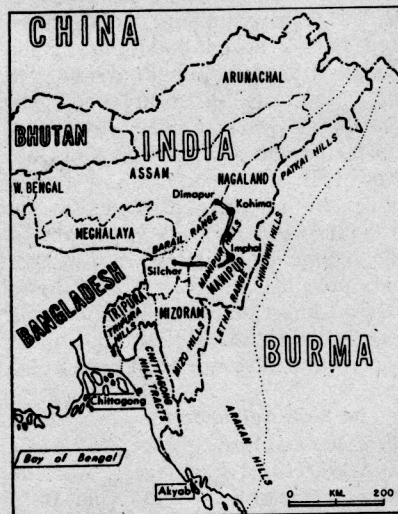 CHINA
ARUNACHAL
BHUTAN
INDIA
ASSAM
W. BENGAL
NAGALAND
PATKAI HILLS
Dimapur
Kohima
MEGHALAYA
BARAIL RANGE
MANIPUR HILLS
CHINDWIN HILLS
Imphal
Silchar
MANIPUR
LETHA RANGE
BANGLADESH
TRIPURA
TRIPURA HILLS
MIZORAM
MIZO HILLS
BURMA
CHITTAGONG HILL TRACTS
Chittagong
ARAKAN HILLS
Bay of Bengal
Akyab
0 KM. 200